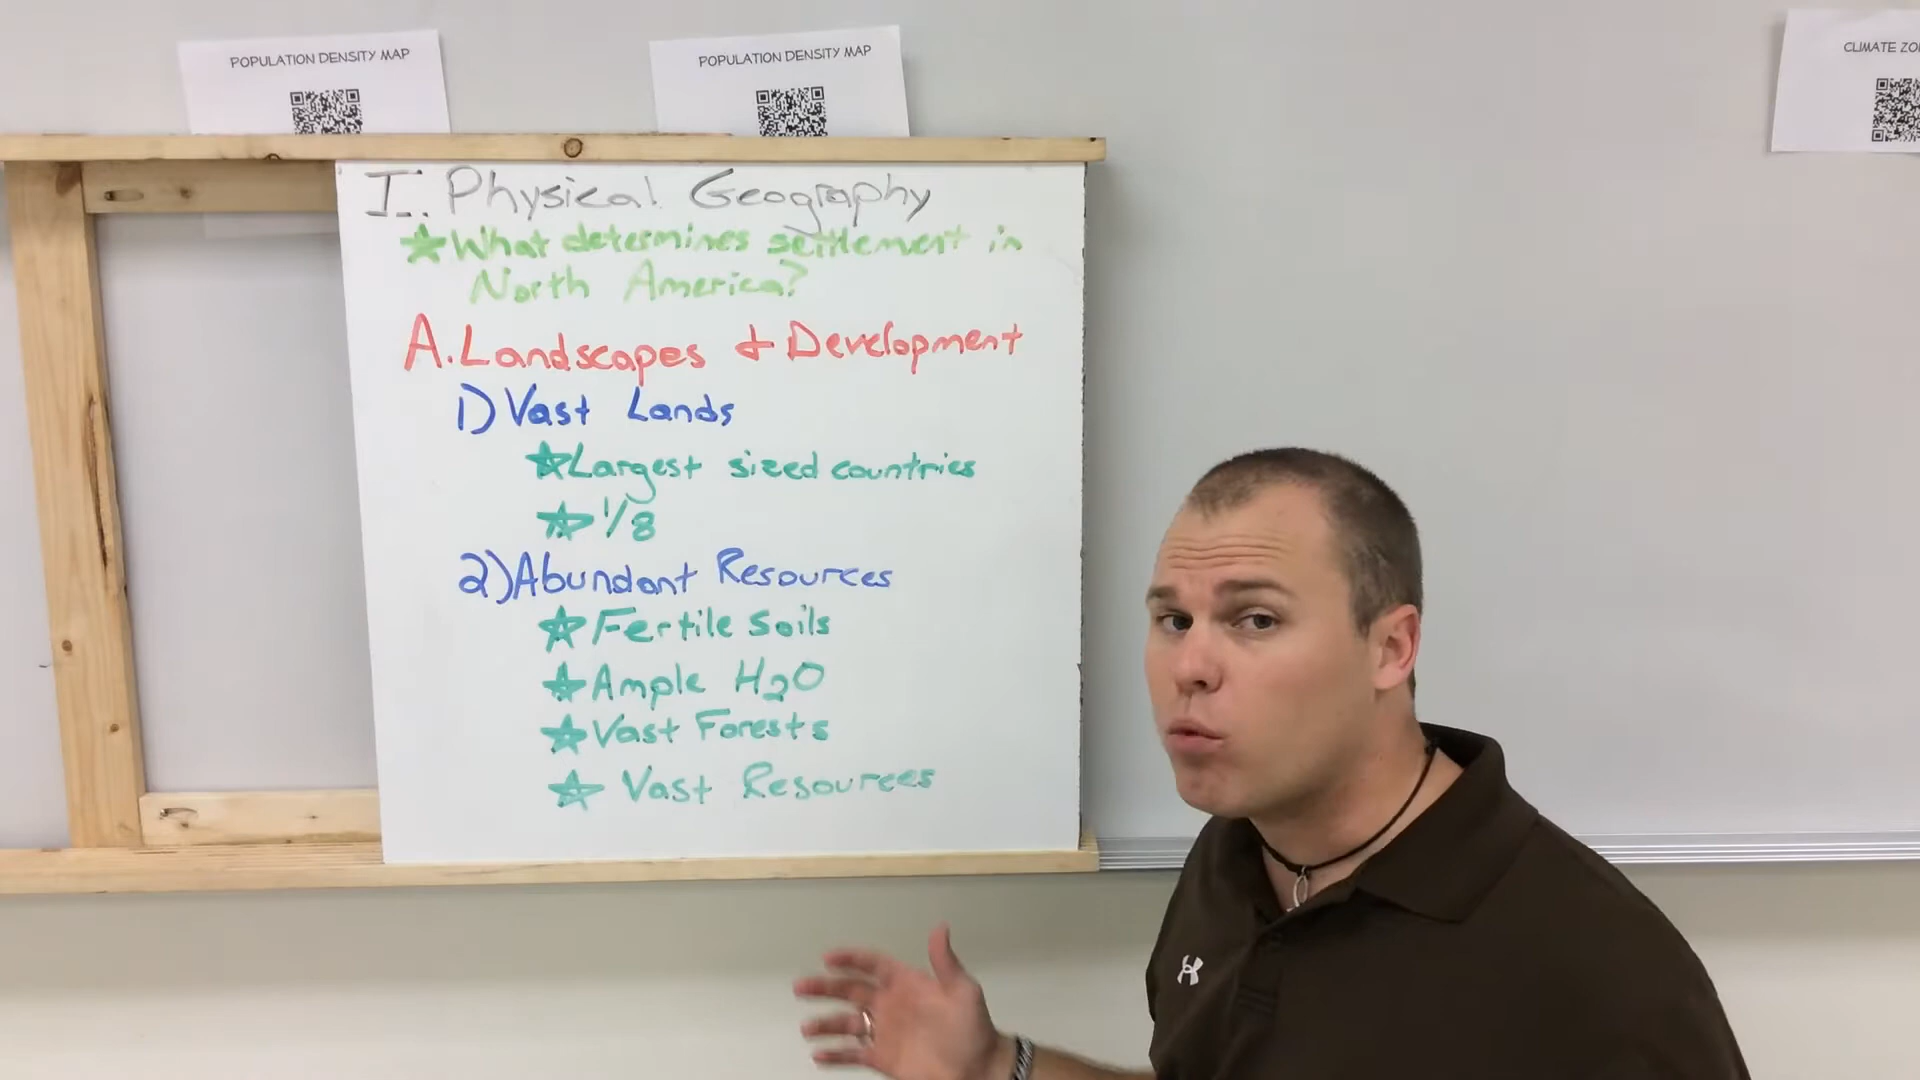 POPULATION DENSITY MAP
POPULATION DENSITY MAP
CLIMATE
I. Physical Geography
★What determines settlement in
North America?
A. Landscapes & Development
1) Vast Lands
★Largest sized countries
★ 1/8
2) Abundant Resources
★Fertile Soils
★Ample H2O
★Vast Forests
★ Vast Resources